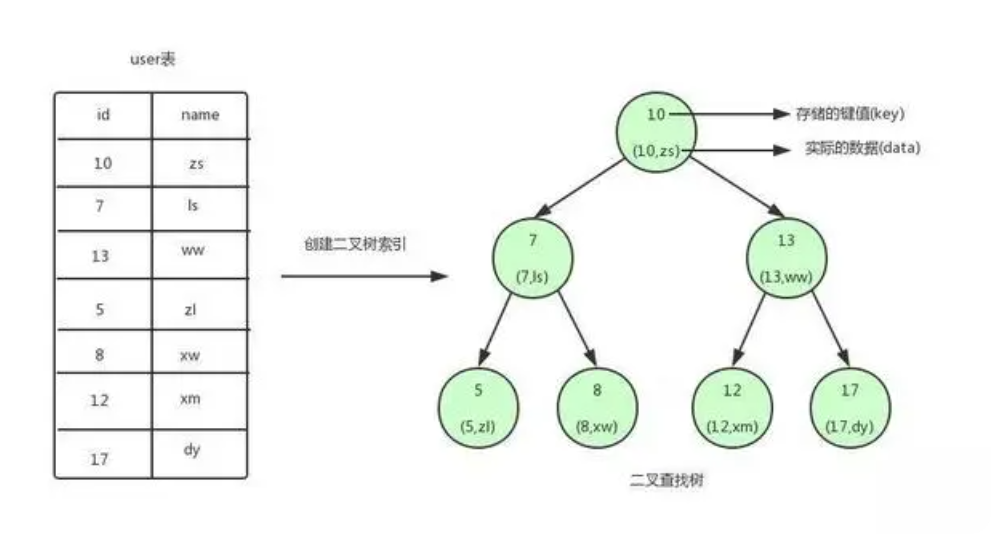 user表
id name
10 zs
7 ls
13 ww
5 zl
8 xw
12 xm
17 dy
创建二叉树索引
10
(10,zs)
存储的键值(key)
实际的数据(data)
7
(7,ls)
13
(13,ww)
5
(5,zl)
8
(8,xw)
12
(12,xm)
17
(17,dy)
二叉查找树